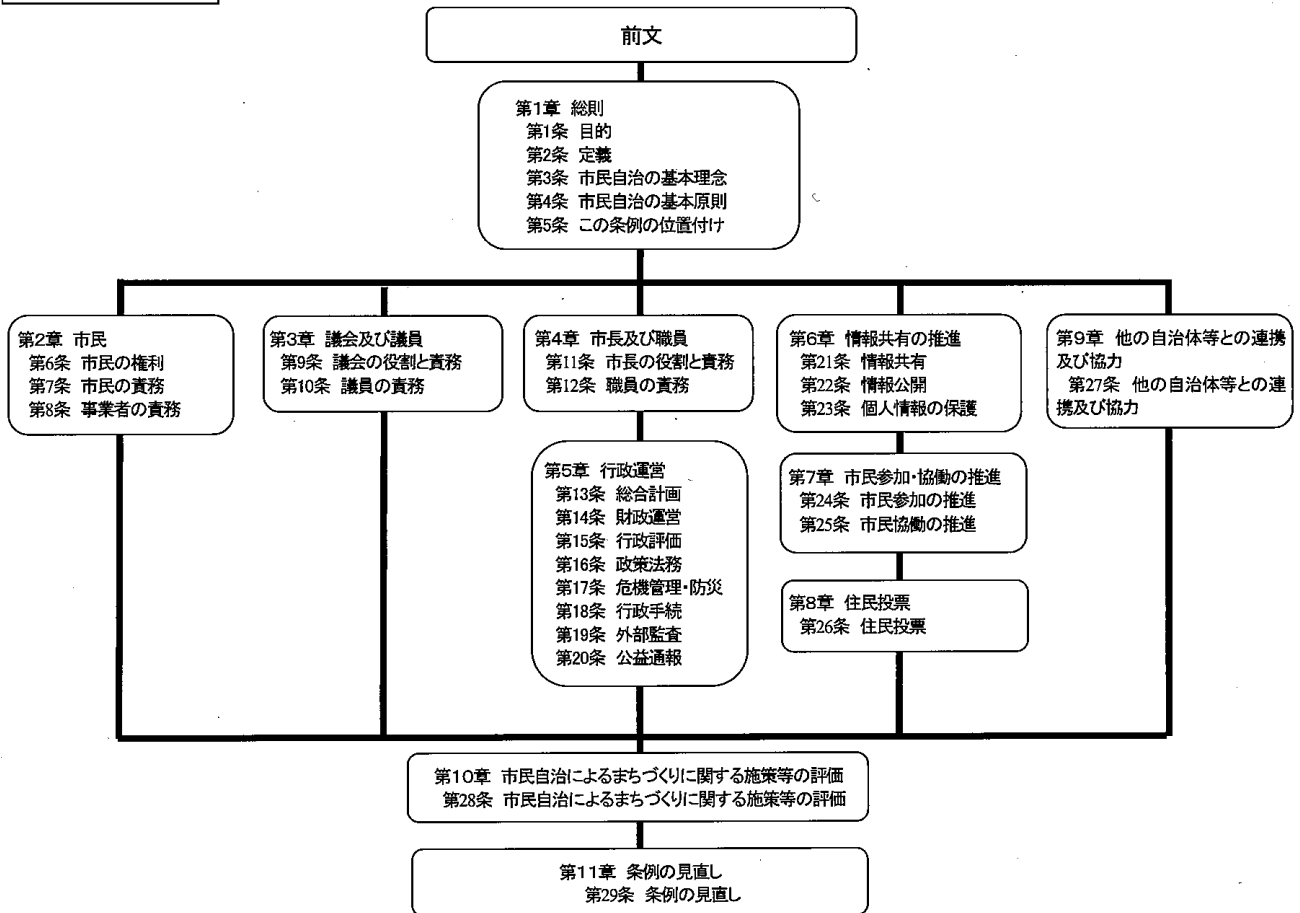 前文
第1章 総則
第1条 目的
第2条 定義
第3条 市民自治の基本理念
第4条 市民自治の基本原則
第5条 この条例の位置付け
第2章 市民
第6条 市民の権利
第7条 市民の責務
第8条 事業者の責務
第3章 議会及び議員
第9条 議会の役割と責務
第10条 議員の責務
第4章 市長及び職員
第11条 市長の役割と責務
第12条 職員の責務
第5章 行政運営
第13条 総合計画
第14条 財政運営
第15条 行政評価
第16条 政策法務
第17条 危機管理・防災
第18条 行政手続
第19条 外部監査
第20条 公益通報
第6章 情報共有の推進
第21条 情報共有
第22条 情報公開
第23条 個人情報の保護
第7章 市民参加・協働の推進
第24条 市民参加の推進
第25条 市民協働の推進
第8章 住民投票
第26条 住民投票
第9章 他の自治体等との連携
及び協力
第27条 他の自治体等との連
携及び協力
第10章 市民自治によるまちづくりに関する施策等の評価
第28条 市民自治によるまちづくりに関する施策等の評価
第11章 条例の見直し
第29条 条例の見直し